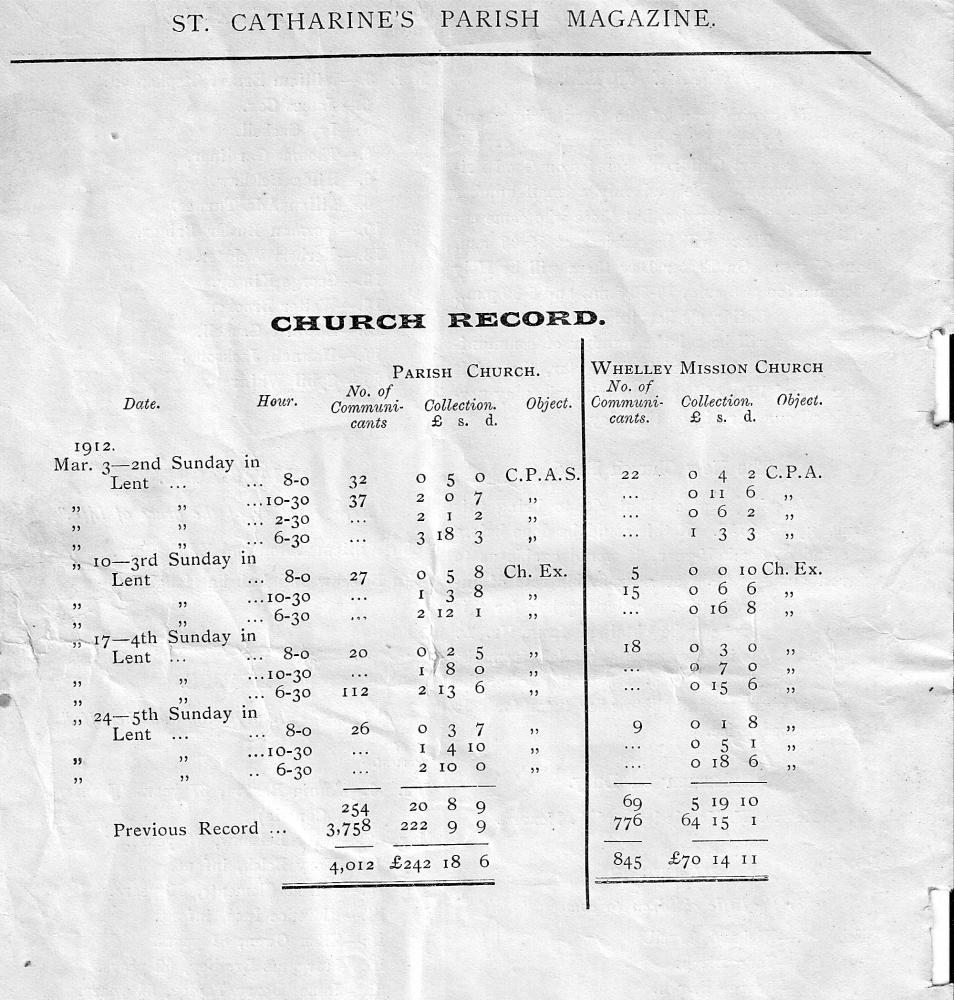 ST. CATHARINE'S PARISH MAGAZINE.
CHURCH RECORD.
PARISH CHURCH. WHELLEY MISSION CHURCH
Date. Hour. No. of Communi-cants Collection. £ s. d. Object. No. of Communi-cants. Collection. £ s. d. Object.
1912.
Mar. 3—2nd Sunday in
Lent ... ... 8-0 32 0 5 0 C.P.A.S. 22 0 4 2 C.P.A.
„ „ ...10-30 37 2 0 7 „ ... 0 11 6 „
„ „ ... 2-30 ... 2 1 2 „ ... 0 6 2 „
„ „ ... 6-30 ... 3 18 3 „ ... 1 3 3 „
„ 10—3rd Sunday in
Lent ... 8-0 27 0 5 8 Ch. Ex. 5 0 0 10 Ch. Ex.
„ „ ...10-30 ... 1 3 8 „ 15 0 6 6 „
„ „ ... 6-30 ... 2 12 1 „ ... 0 16 8 „
„ 17—4th Sunday in
Lent ... ... 8-0 20 0 2 5 „ 18 0 3 0 „
„ „ ...10-30 ... 1 8 0 „ ... 0 7 0 „
„ „ ... 6-30 112 2 13 6 „ ... 0 15 6 „
„ 24—5th Sunday in
Lent ... ... 8-0 26 0 3 7 „ 9 0 1 8 „
„ „ ...10-30 ... 1 4 10 „ ... 0 5 1 „
„ „ .. 6-30 ... 2 10 0 „ ... 0 18 6 „
254 20 8 9 69 5 19 10
Previous Record ... 3,758 222 9 9 776 64 15 1
4,012 £242 18 6 845 £70 14 11